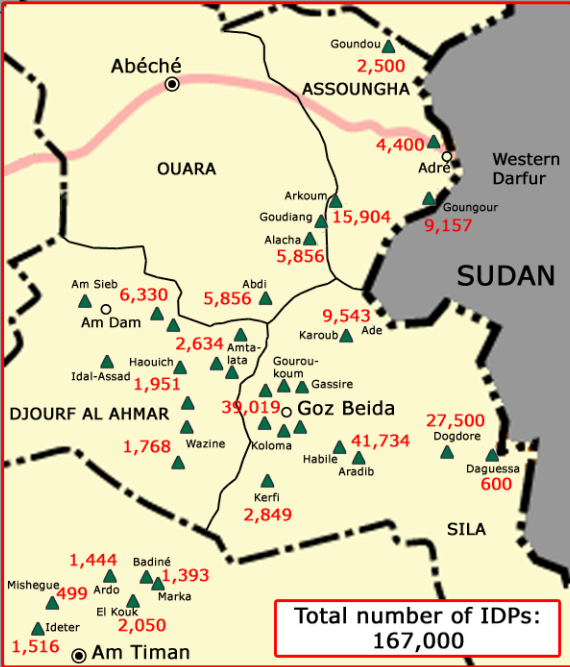 Goundou
2,500
Abéché
ASSOUNGHA
4,400
Adré
Western
Darfur
OUARA
Arkoum
15,904
Goungour
9,157
Goudiang
Alacha
5,856
SUDAN
Am Sieb
6,330
Abdi
5,856
Am Dam
9,543
Karoub
Ade
2,634
Amta-
lata
Haouich
1,951
Idal-Assad
Gourou-
koum
Gassire
DJOURF AL AHMAR
39,019
Goz Beida
27,500
Dogdore
Wazine
1,768
Koloma
41,734
Habile
Aradib
Daguessa
600
Kerfi
2,849
SILA
1,444
Badiné
1,393
Ardo
Marka
Mishegue
499
El Kouk
2,050
Ideter
1,516
Am Timan
Total number of IDPs:
167,000